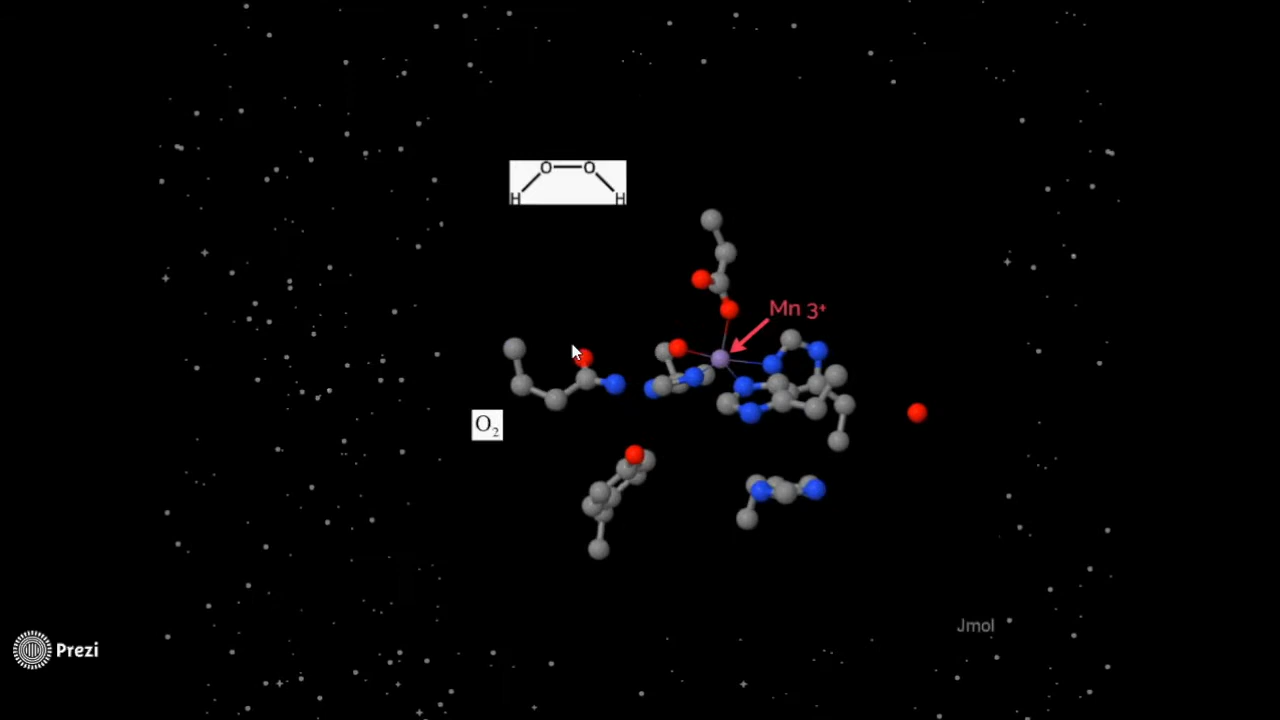 O O
H H
Mn 3+
O₂
Jmol
Prezi